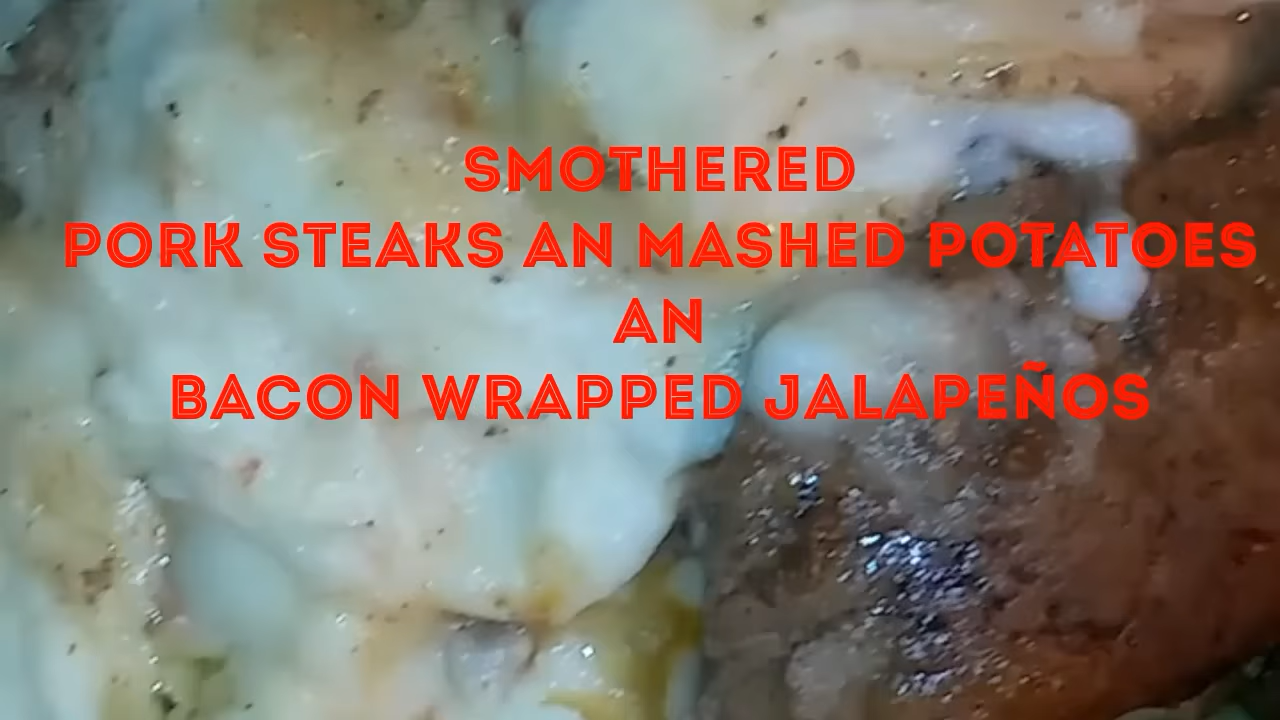 SMOTHERED
PORK STEAKS AN MASHED POTATOES
AN
BACON WRAPPED JALAPEÑOS